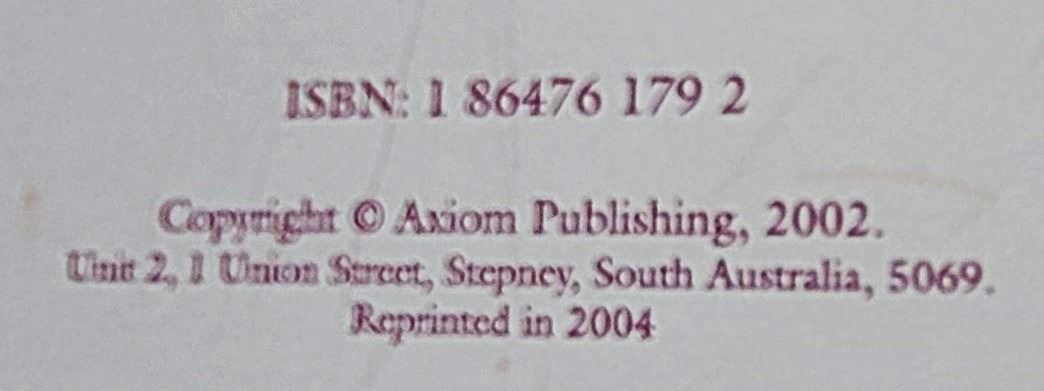 ISBN: 1 86476 179 2
Copyright © Axiom Publishing, 2002.
Unit 2, 1 Union Street, Stepney, South Australia, 5069.
Reprinted in 2004